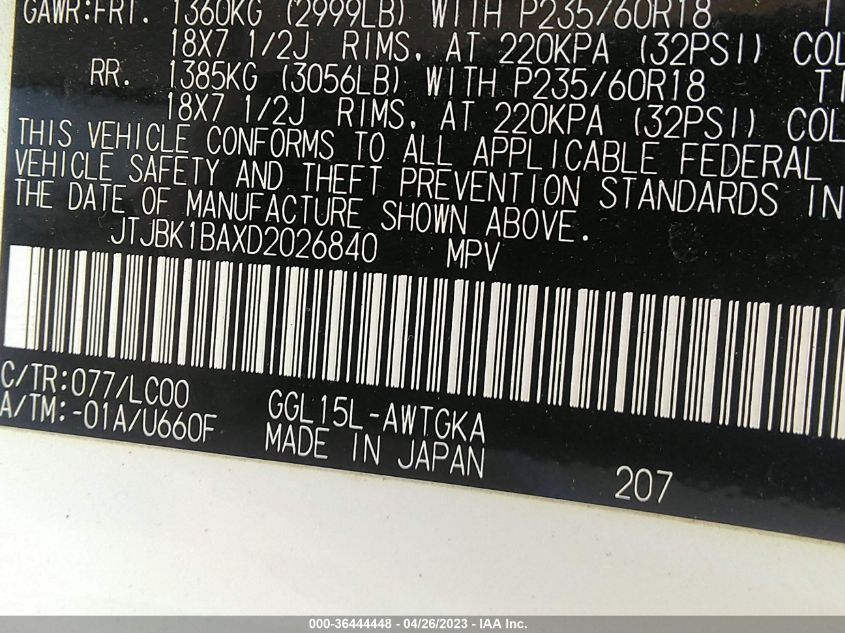 GAWR:FRT. 1360KG (2999LB) WITH P235/60R18
18X7 1/2J RIMS, AT 220KPA (32PSI) COL
RR. 1385KG (3056LB) WITH P235/60R18 TI
18X7 1/2J RIMS, AT 220KPA (32PSI) COL
THIS VEHICLE CONFORMS TO ALL APPLICABLE FEDERAL
VEHICLE SAFETY AND THEFT PREVENTION STANDARDS IN
THE DATE OF MANUFACTURE SHOWN ABOVE.
JTJBK1BAXD2026840 MPV
C/TR:077/LC00
A/TM:-01A/U660F
GGL15L-AWTGKA
MADE IN JAPAN
207
000-36444448 - 04/26/2023 - IAA Inc.